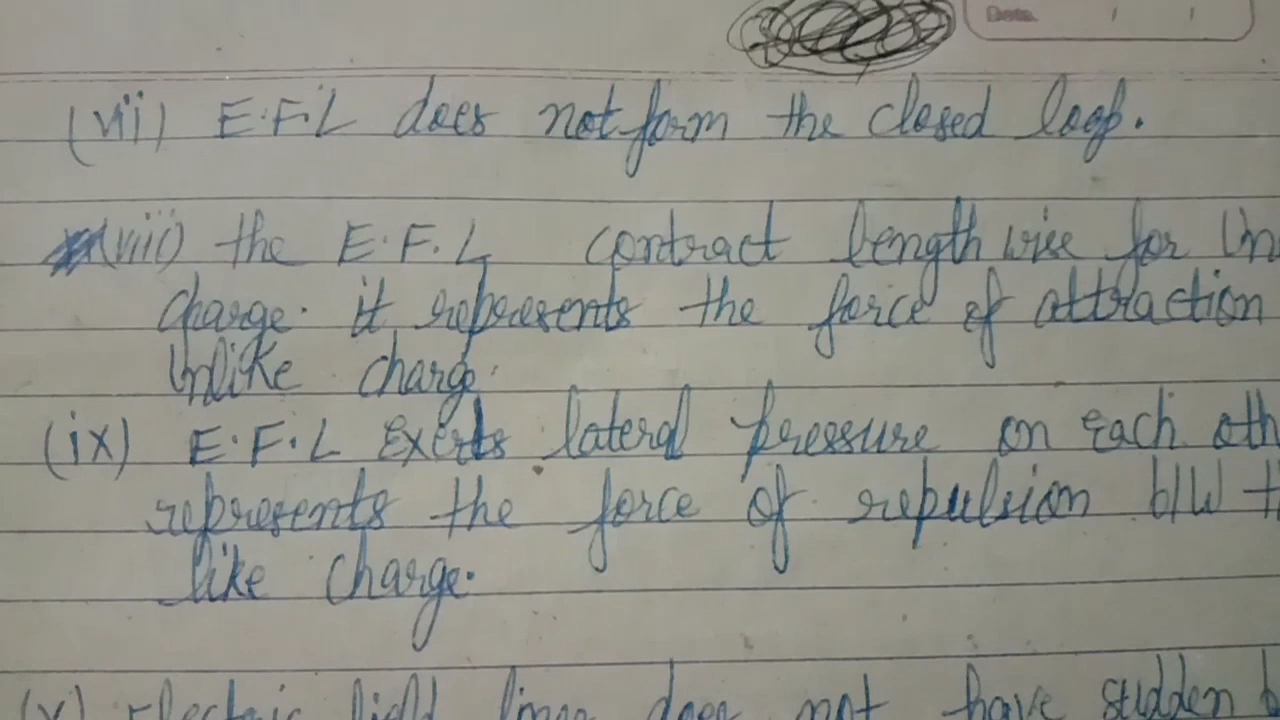 Date. / /
(vii) E.F.L does not form the closed loop.
(viii) the E.F.L contract length wise for Un
charge. it represents the force of attraction
Unlike charge.
(ix) E.F.L Exerts lateral pressure on Each oth
represents the force of repulsion b/w th
like charge.
(x) Electric field lines does not have sudden b